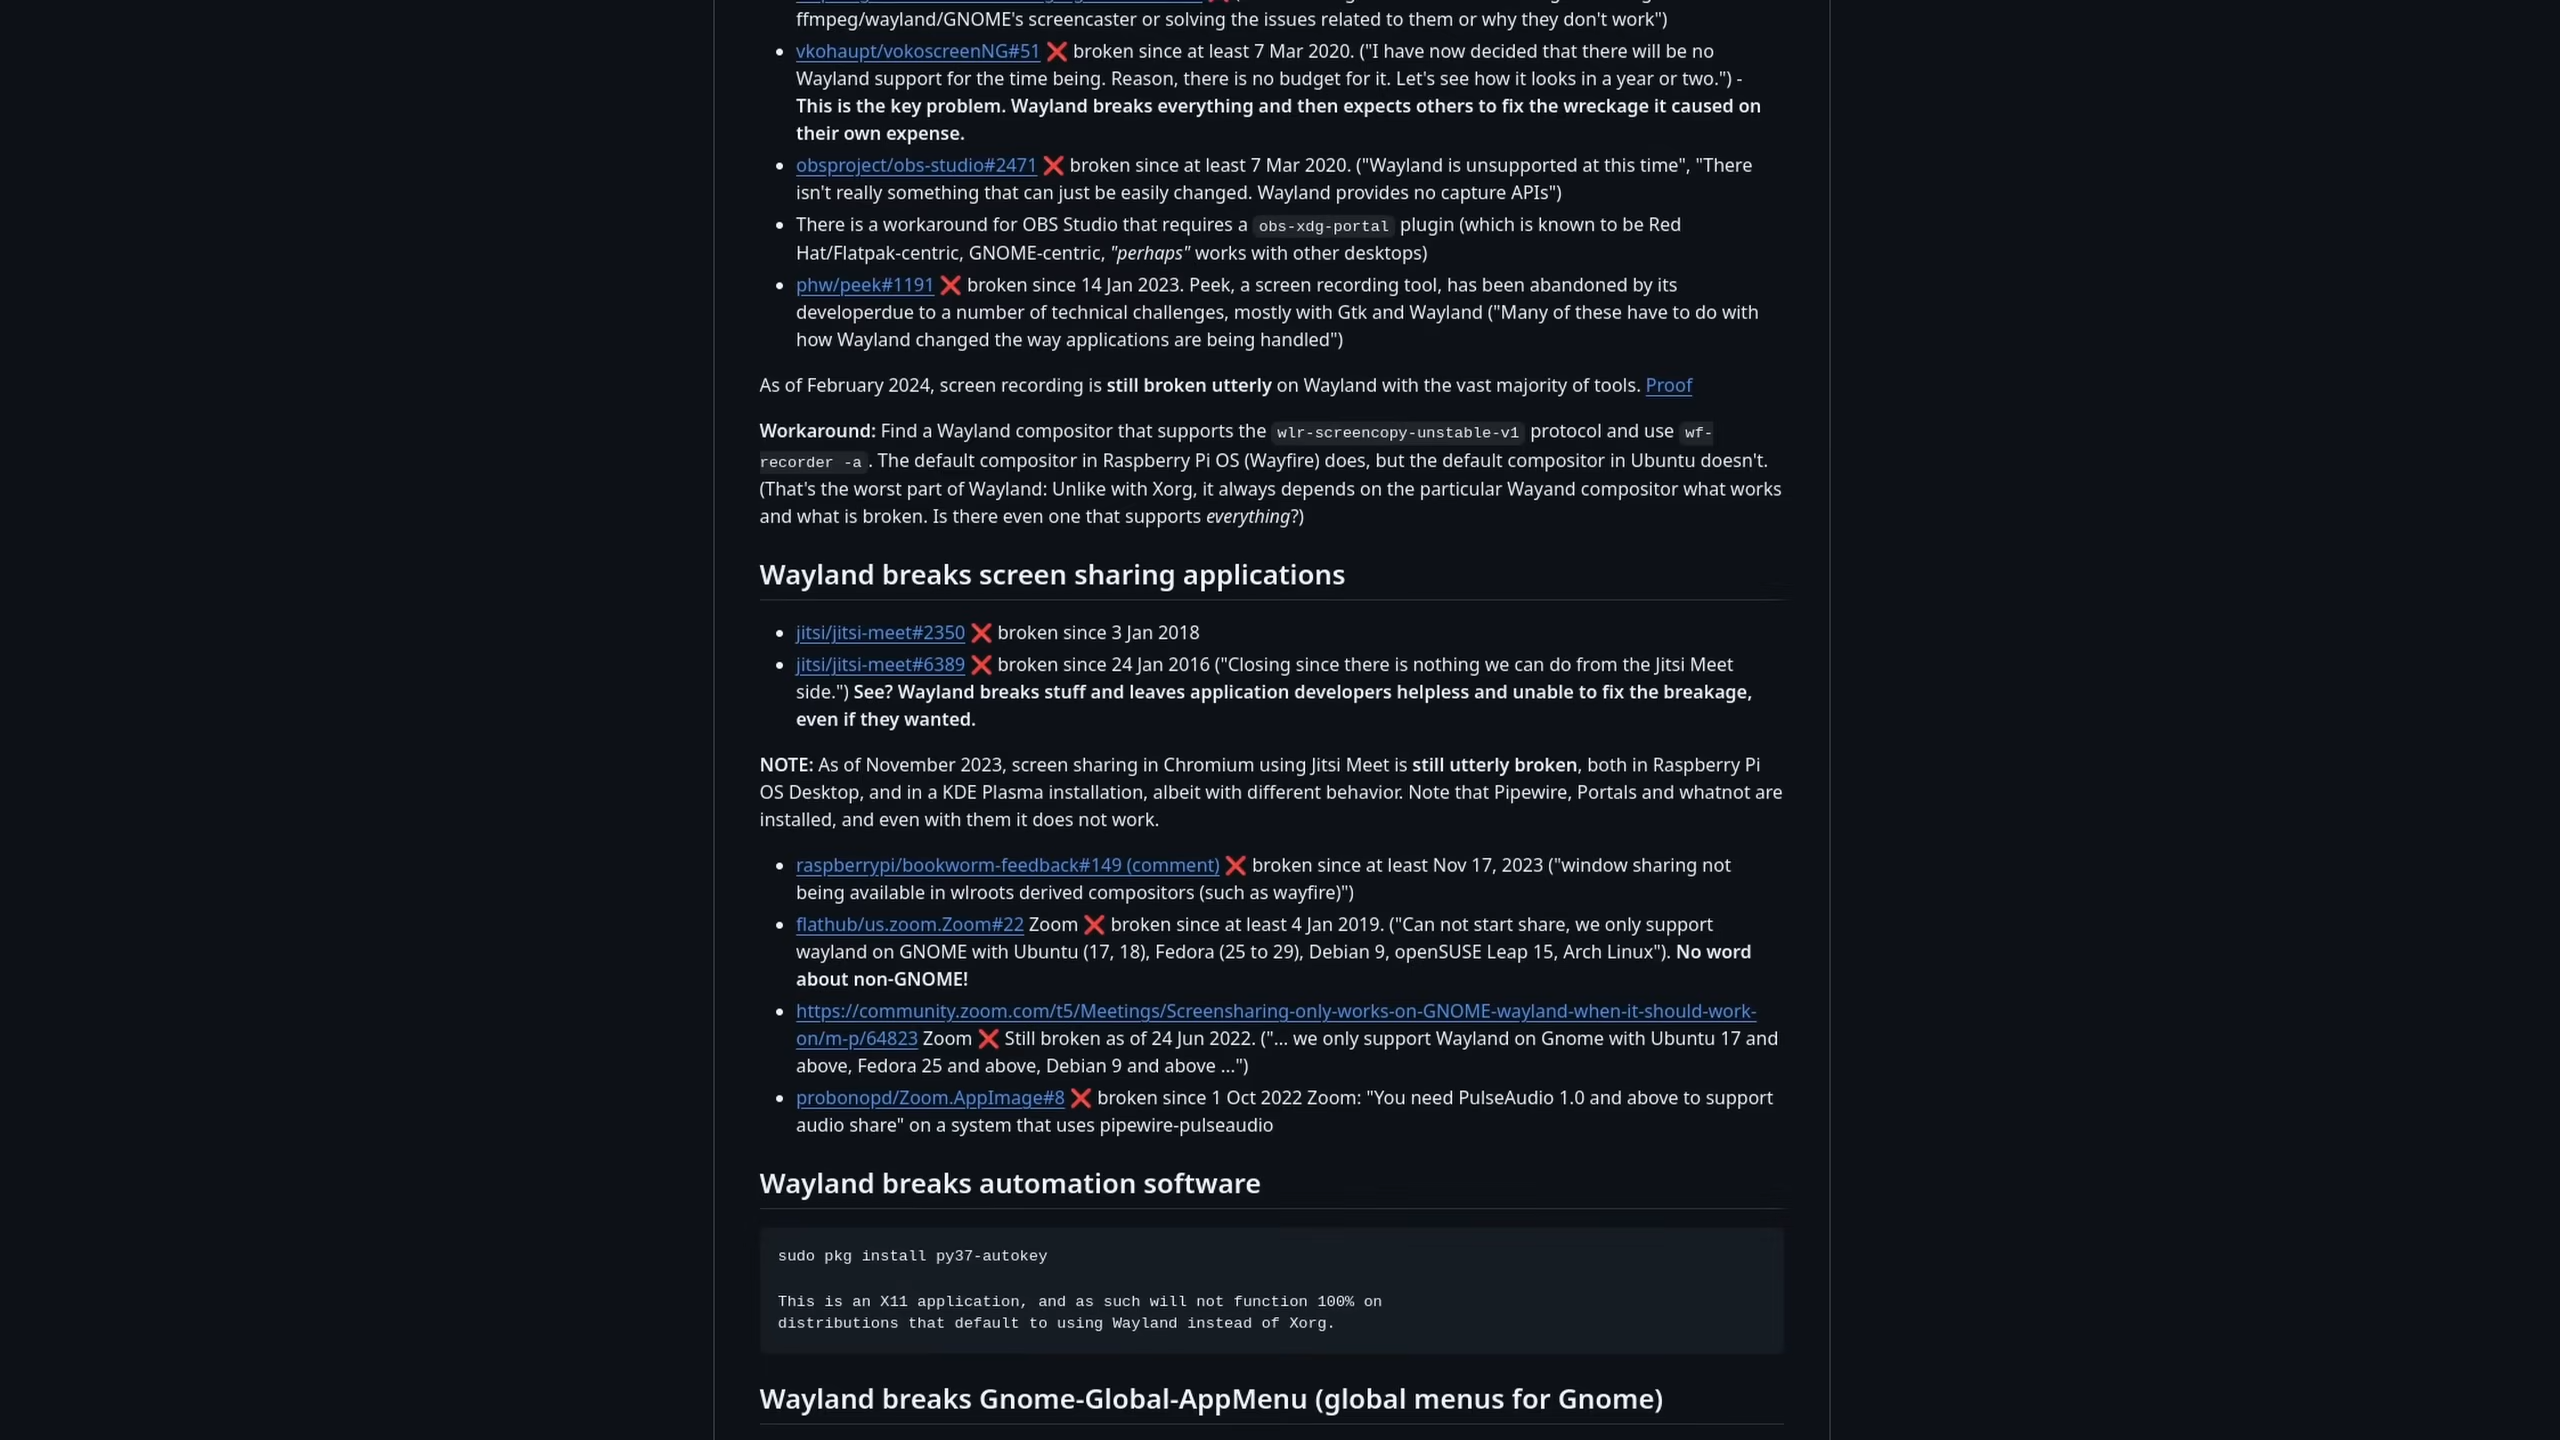 ffmpeg/wayland/GNOME's screencaster or solving the issues related to them or why they don't work")
vkohaupt/vokoscreenNG#51 ❌ broken since at least 7 Mar 2020. ("I have now decided that there will be no
Wayland support for the time being. Reason, there is no budget for it. Let's see how it looks in a year or two.") -
This is the key problem. Wayland breaks everything and then expects others to fix the wreckage it caused on
their own expense.
obsproject/obs-studio#2471 ❌ broken since at least 7 Mar 2020. ("Wayland is unsupported at this time", "There
isn't really something that can just be easily changed. Wayland provides no capture APIs")
There is a workaround for OBS Studio that requires a obs-xdg-portal plugin (which is known to be Red
Hat/Flatpak-centric, GNOME-centric, "perhaps" works with other desktops)
phw/peek#1191 ❌ broken since 14 Jan 2023. Peek, a screen recording tool, has been abandoned by its
developerdue to a number of technical challenges, mostly with Gtk and Wayland ("Many of these have to do with
how Wayland changed the way applications are being handled")
As of February 2024, screen recording is still broken utterly on Wayland with the vast majority of tools. Proof
Workaround: Find a Wayland compositor that supports the wlr-screencopy-unstable-v1 protocol and use wf-
recorder -a . The default compositor in Raspberry Pi OS (Wayfire) does, but the default compositor in Ubuntu doesn't.
(That's the worst part of Wayland: Unlike with Xorg, it always depends on the particular Wayand compositor what works
and what is broken. Is there even one that supports everything?)
Wayland breaks screen sharing applications
jitsi/jitsi-meet#2350 ❌ broken since 3 Jan 2018
jitsi/jitsi-meet#6389 ❌ broken since 24 Jan 2016 ("Closing since there is nothing we can do from the Jitsi Meet
side.") See? Wayland breaks stuff and leaves application developers helpless and unable to fix the breakage,
even if they wanted.
NOTE: As of November 2023, screen sharing in Chromium using Jitsi Meet is still utterly broken, both in Raspberry Pi
OS Desktop, and in a KDE Plasma installation, albeit with different behavior. Note that Pipewire, Portals and whatnot are
installed, and even with them it does not work.
raspberrypi/bookworm-feedback#149 (comment) ❌ broken since at least Nov 17, 2023 ("window sharing not
being available in wlroots derived compositors (such as wayfire)")
flathub/us.zoom.Zoom#22 Zoom ❌ broken since at least 4 Jan 2019. ("Can not start share, we only support
wayland on GNOME with Ubuntu (17, 18), Fedora (25 to 29), Debian 9, openSUSE Leap 15, Arch Linux"). No word
about non-GNOME!
https://community.zoom.com/t5/Meetings/Screensharing-only-works-on-GNOME-wayland-when-it-should-work-
on/m-p/64823 Zoom ❌ Still broken as of 24 Jun 2022. ("... we only support Wayland on Gnome with Ubuntu 17 and
above, Fedora 25 and above, Debian 9 and above ...")
probonopd/Zoom.AppImage#8 ❌ broken since 1 Oct 2022 Zoom: "You need PulseAudio 1.0 and above to support
audio share" on a system that uses pipewire-pulseaudio
Wayland breaks automation software
sudo pkg install py37-autokey
This is an X11 application, and as such will not function 100% on
distributions that default to using Wayland instead of Xorg.
Wayland breaks Gnome-Global-AppMenu (global menus for Gnome)